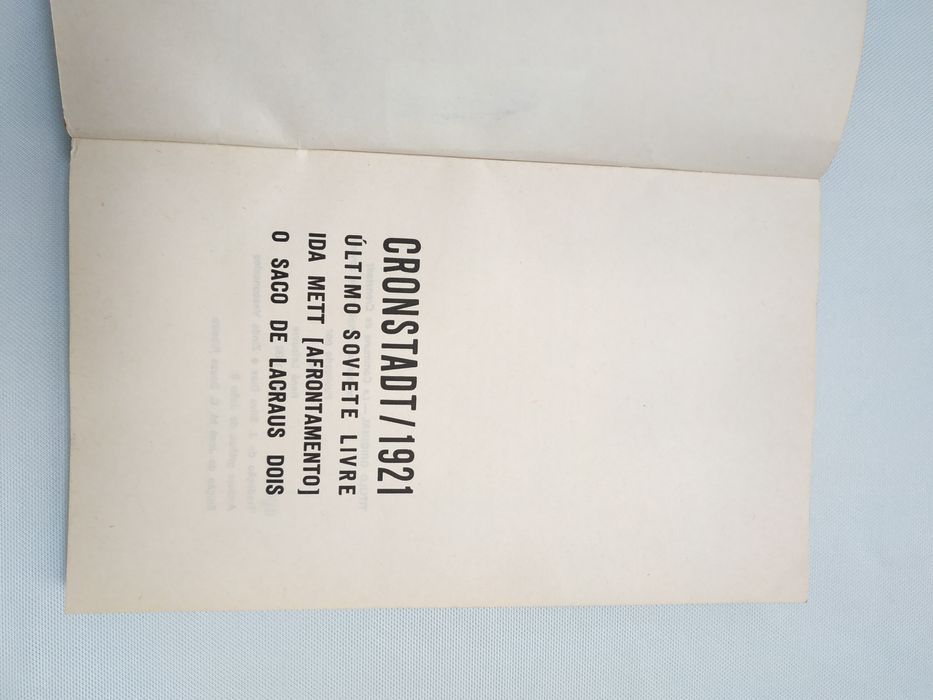 CRONSTADT/1921
ÚLTIMO SOVIETE LIVRE
IDA METT [AFRONTAMENTO]
O SACO DE LACRAUS DOIS